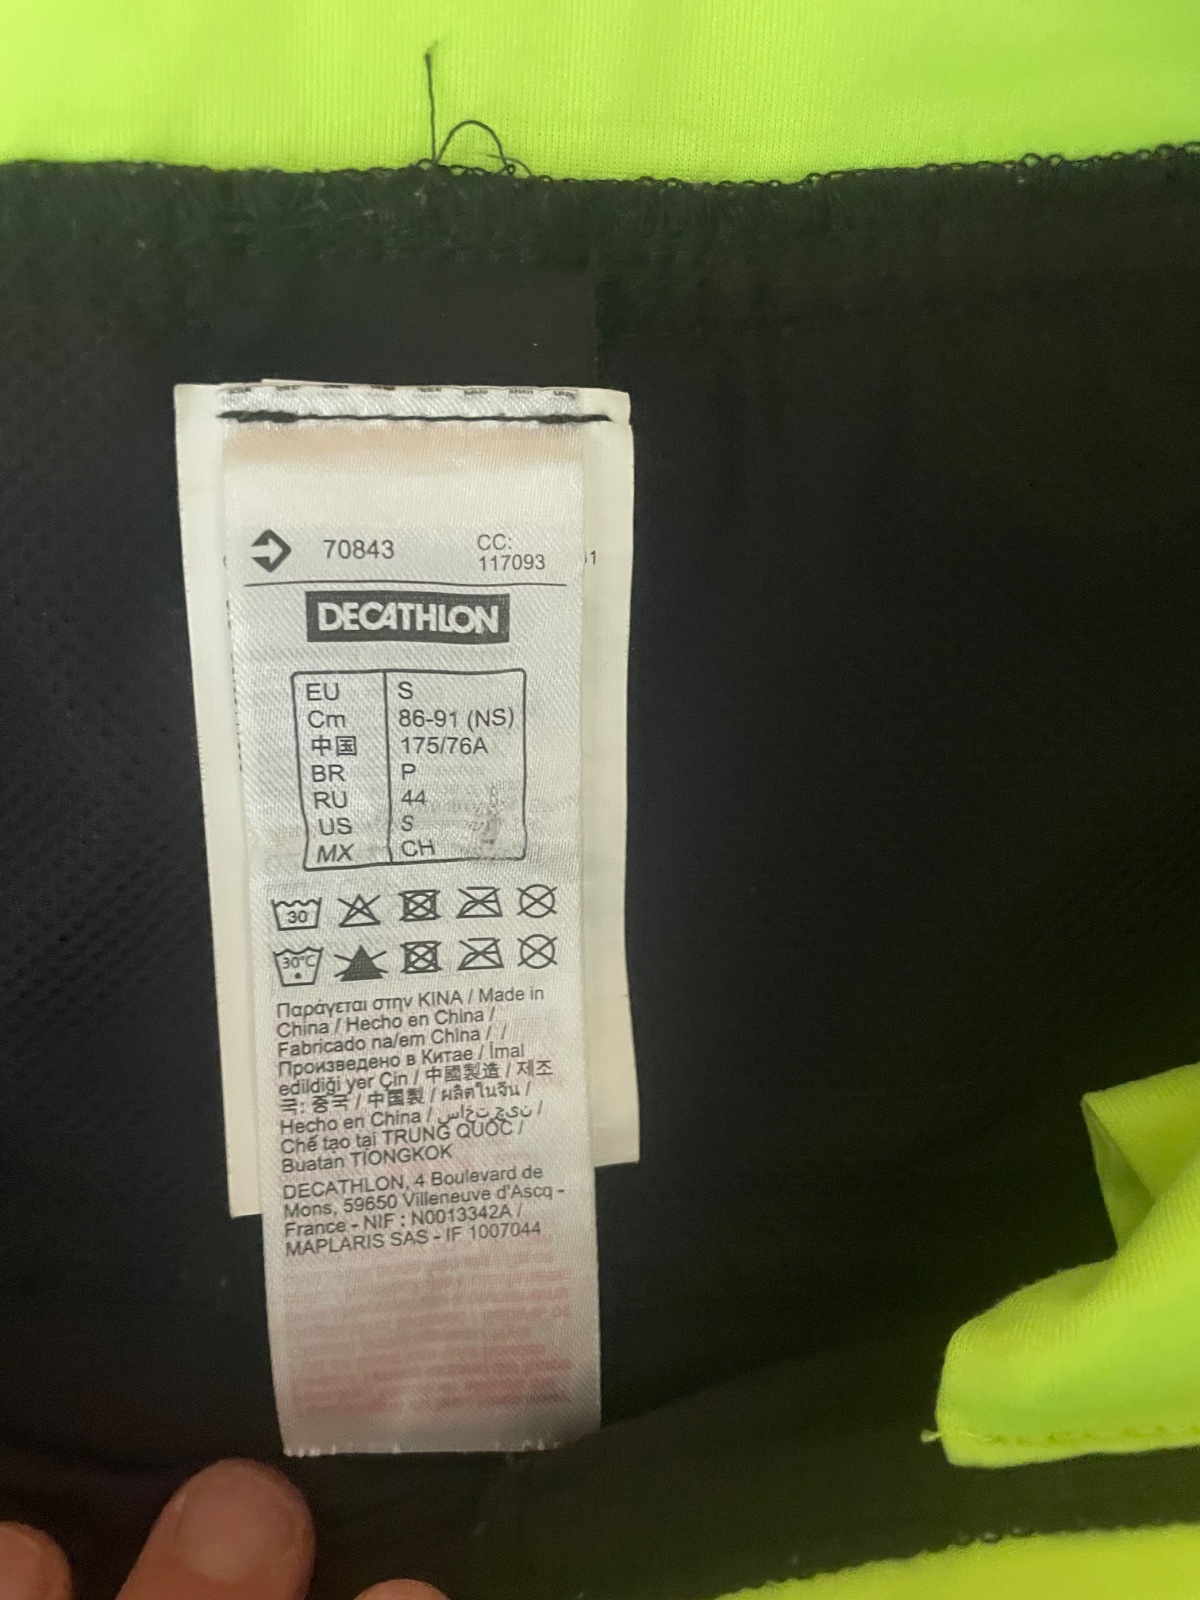 70843
CC:
117093
DECATHLON
EU S
Cm 86-91 (NS)
中国 175/76A
BR P
RU 44
US S
MX CH
30
30°C
Παράγεται στην KINA / Made in
China / Hecho en China /
Fabricado na/em China / /
Произведено в Китае / İmal
edildiği yer Çin / 中國製造 / 제조
국: 중국 / 中国製 / ผลิตในจีน /
Hecho en China /
Chế tạo tại TRUNG QUỐC /
Buatan TIONGKOK
DECATHLON, 4 Boulevard de
Mons, 59650 Villeneuve d'Ascq -
France - NIF : N0013342A /
MAPLARIS SAS - IF 1007044